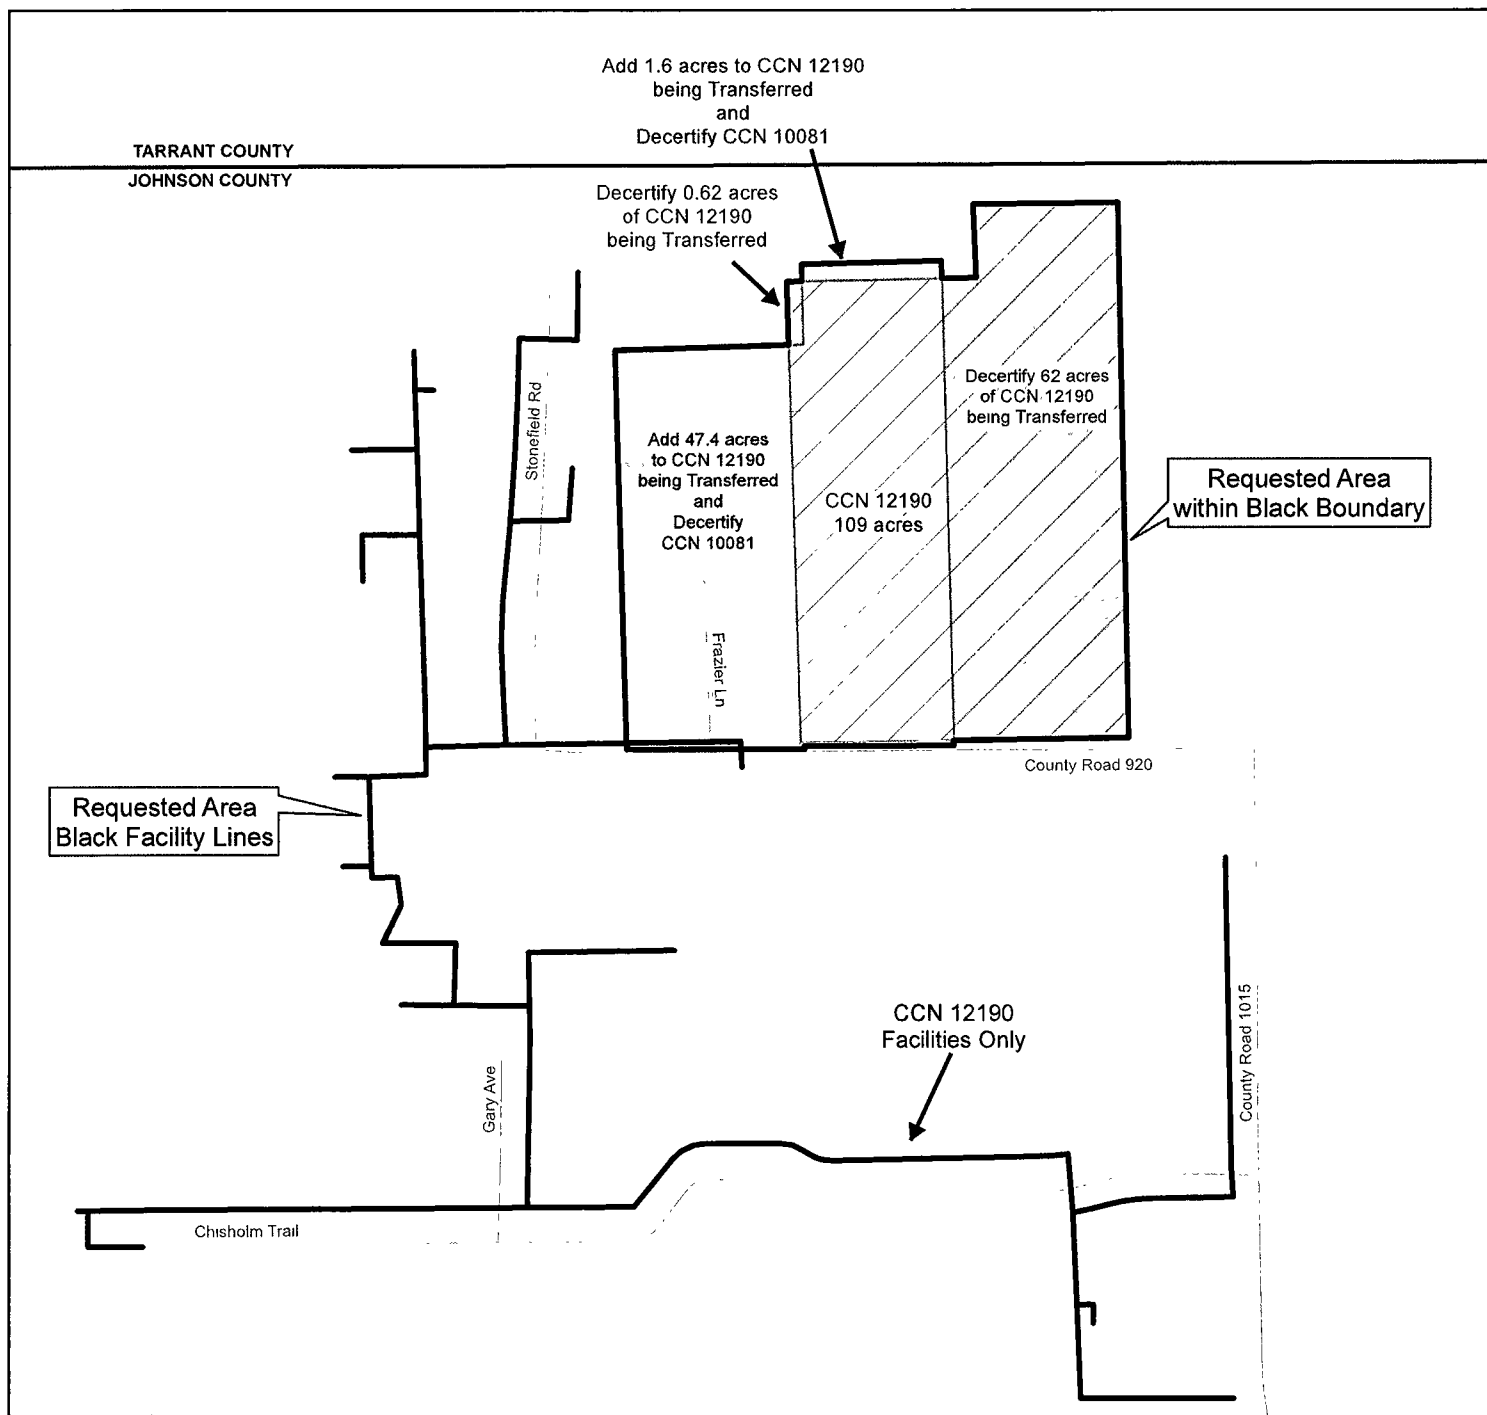 Add 1.6 acres to CCN 12190
being Transferred
and
Decertify CCN 10081
TARRANT COUNTY
JOHNSON COUNTY
Decertify 0.62 acres
of CCN 12190
being Transferred
Stonefield Rd
Add 47.4 acres
to CCN 12190
being Transferred
and
Decertify
CCN 10081
CCN 12190
109 acres
Decertify 62 acres
of CCN 12190
being Transferred
Requested Area
within Black Boundary
Frazier Ln
County Road 920
Requested Area
Black Facility Lines
CCN 12190
Facilities Only
County Road 1015
Gary Ave
Chisholm Trail